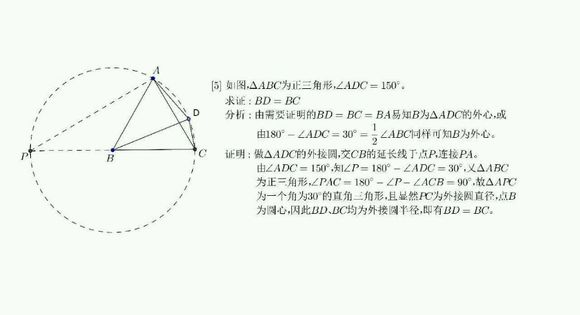 A
D
P
B
C
[5] 如图,△ABC为正三角形,∠ADC = 150°。
求证：BD = BC
分析：由需要证明的BD = BC = BA易知B为△ADC的外心,或
由180° − ∠ADC = 30° = 1/2 ∠ABC同样可知B为外心。
证明：做△ADC的外接圆,交CB的延长线于点P,连接PA。
由∠ADC = 150°,知∠P = 180° − ∠ADC = 30°,又△ABC
为正三角形,∠PAC = 180° − ∠P − ∠ACB = 90°,故△APC
为一个角为30°的直角三角形,且显然PC为外接圆直径,点B
为圆心,因此BD、BC均为外接圆半径,即有BD = BC。